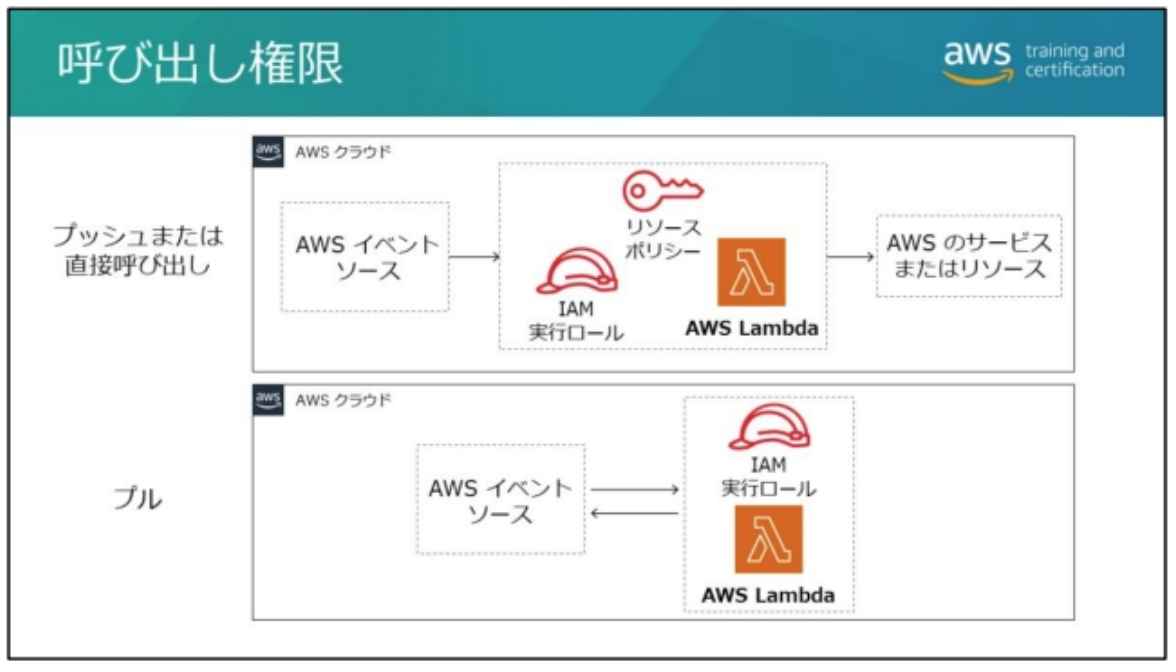 呼び出し権限
aws training and
certification
プッシュまたは
直接呼び出し
aws AWS クラウド
AWS イベント
ソース
リソース
ポリシー
IAM
実行ロール
AWS Lambda
AWS のサービス
またはリソース
プル
aws AWS クラウド
AWS イベント
ソース
IAM
実行ロール
AWS Lambda